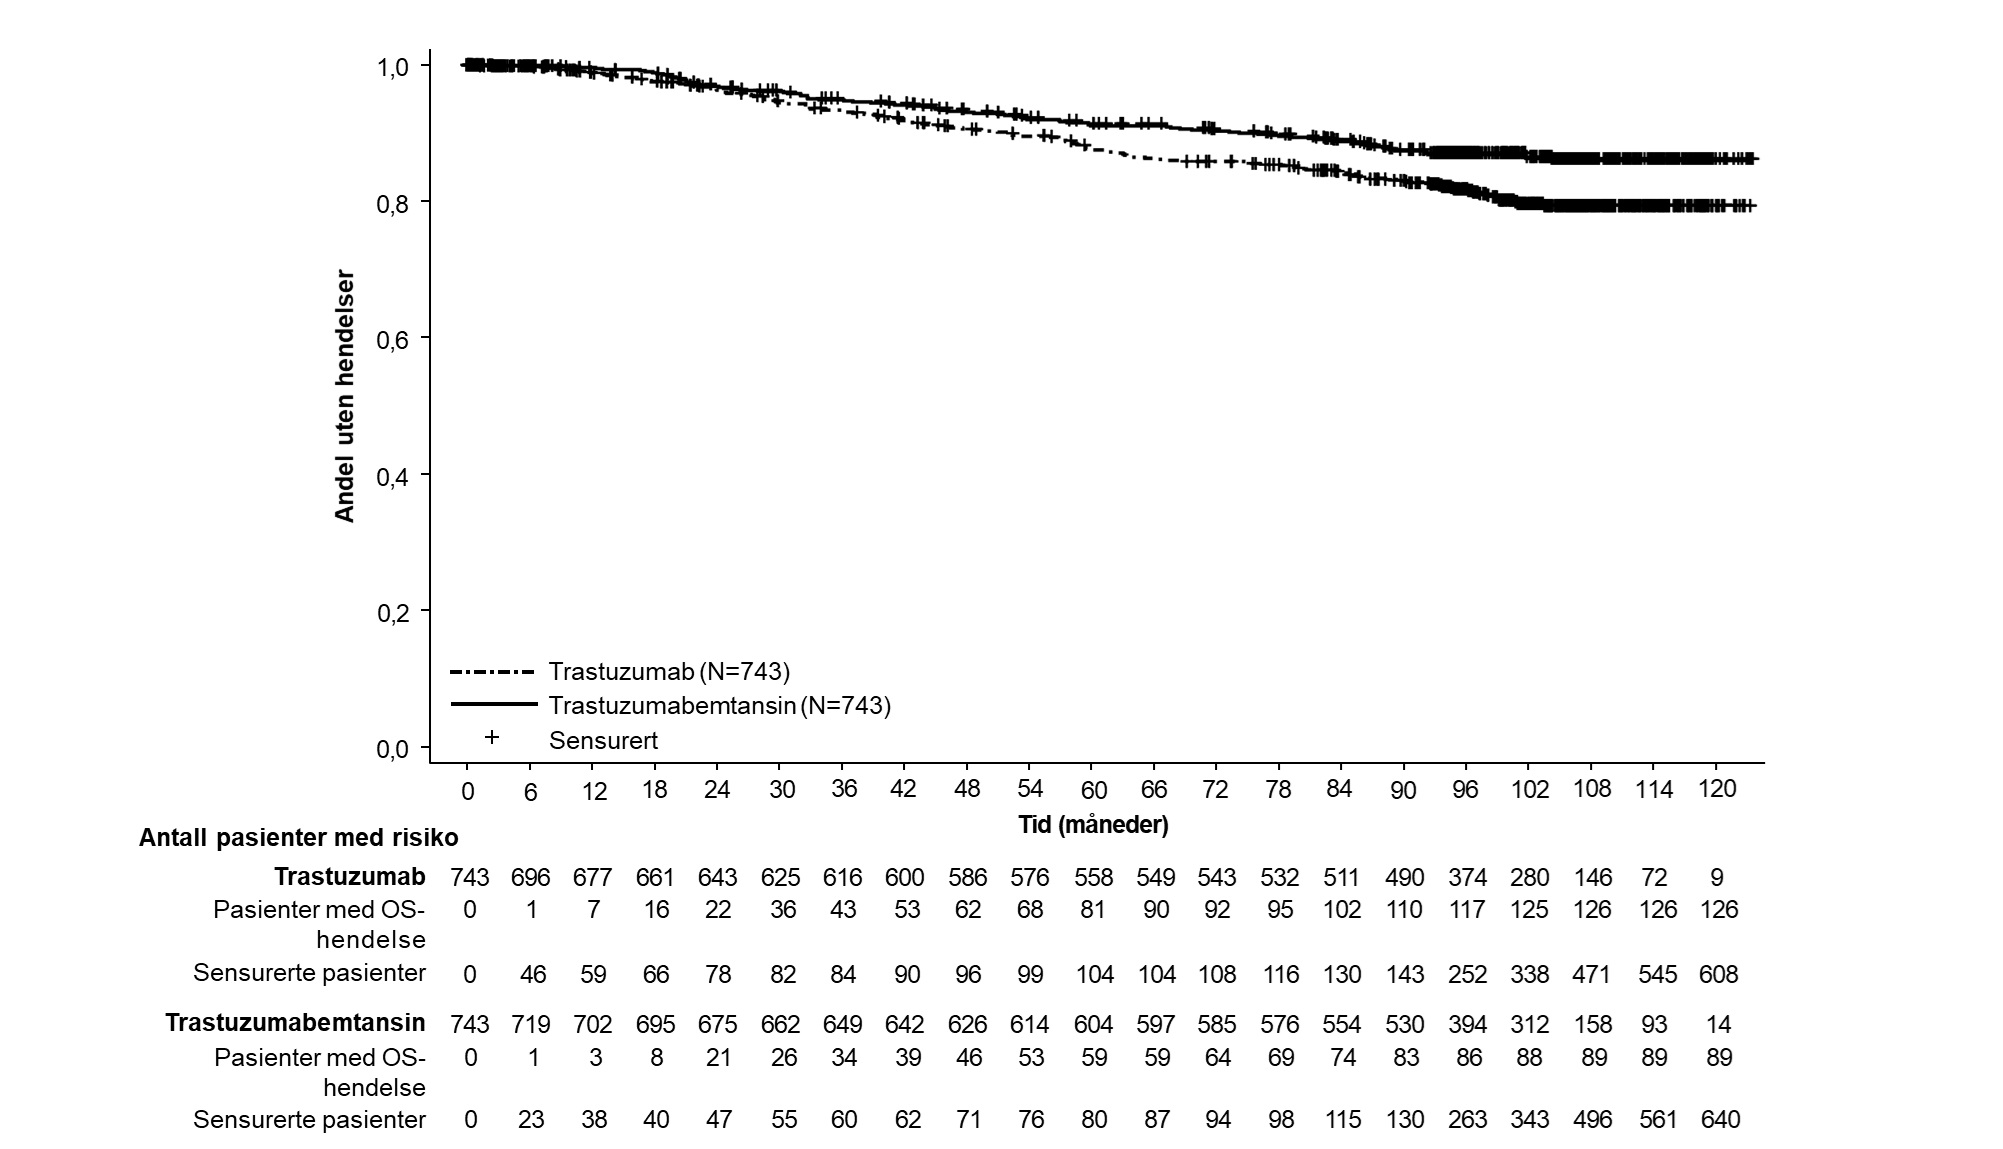 1,0
0,8
0,6
0,4
0,2
0,0
Andel uten hendelser
Trastuzumab (N=743)
Trastuzumabemtansin (N=743)
Sensurert
0 6 12 18 24 30 36 42 48 54 60 66 72 78 84 90 96 102 108 114 120
Tid (måneder)
Antall pasienter med risiko
Trastuzumab 743 696 677 661 643 625 616 600 586 576 558 549 543 532 511 490 374 280 146 72 9
Pasienter med OS- 0 1 7 16 22 36 43 53 62 68 81 90 92 95 102 110 117 125 126 126 126
hendelse
Sensurerte pasienter 0 46 59 66 78 82 84 90 96 99 104 104 108 116 130 143 252 338 471 545 608
Trastuzumabemtansin 743 719 702 695 675 662 649 642 626 614 604 597 585 576 554 530 394 312 158 93 14
Pasienter med OS- 0 1 3 8 21 26 34 39 46 53 59 59 64 69 74 83 86 88 89 89 89
hendelse
Sensurerte pasienter 0 23 38 40 47 55 60 62 71 76 80 87 94 98 115 130 263 343 496 561 640